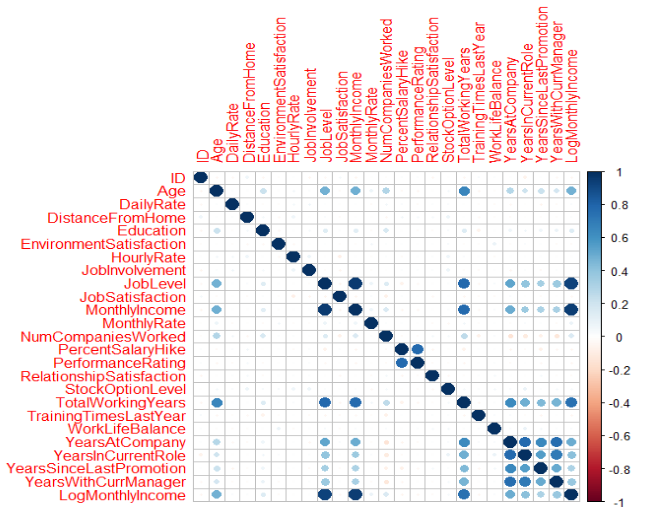 ID
Age
DailyRate
DistanceFromHome
Education
EnvironmentSatisfaction
HourlyRate
JobInvolvement
JobLevel
JobSatisfaction
MonthlyIncome
MonthlyRate
NumCompaniesWorked
PercentSalaryHike
PerformanceRating
RelationshipSatisfaction
StockOptionLevel
TotalWorkingYears
TrainingTimesLastYear
WorkLifeBalance
YearsAtCompany
YearsInCurrentRole
YearsSinceLastPromotion
YearsWithCurrManager
LogMonthlyIncome
ID
Age
DailyRate
DistanceFromHome
Education
EnvironmentSatisfaction
HourlyRate
JobInvolvement
JobLevel
JobSatisfaction
MonthlyIncome
MonthlyRate
NumCompaniesWorked
PercentSalaryHike
PerformanceRating
RelationshipSatisfaction
StockOptionLevel
TotalWorkingYears
TrainingTimesLastYear
WorkLifeBalance
YearsAtCompany
YearsInCurrentRole
YearsSinceLastPromotion
YearsWithCurrManager
LogMonthlyIncome
1
0.8
0.6
0.4
0.2
0
-0.2
-0.4
-0.6
-0.8
-1